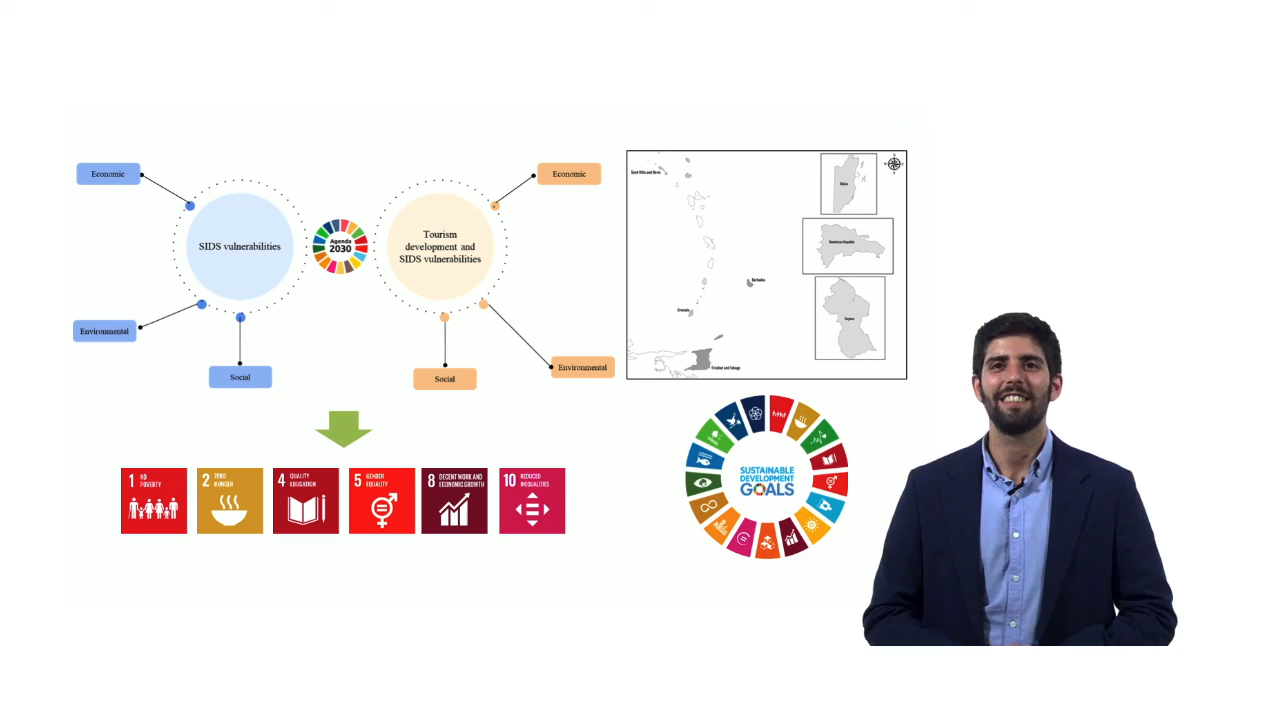 Economic
SIDS vulnerabilities
Environmental
Social
Agenda
2030
Economic
Tourism
development and
SIDS vulnerabilities
Social
Environmental
Saint Kitts and Nevis
Barbados
Grenada
Trinidad and Tobago
Belize
Dominican Republic
Guyana
N
1 NO
POVERTY
2 ZERO
HUNGER
4 QUALITY
EDUCATION
5 GENDER
EQUALITY
8 DECENT WORK AND
ECONOMIC GROWTH
10 REDUCED
INEQUALITIES
SUSTAINABLE
DEVELOPMENT
GOALS